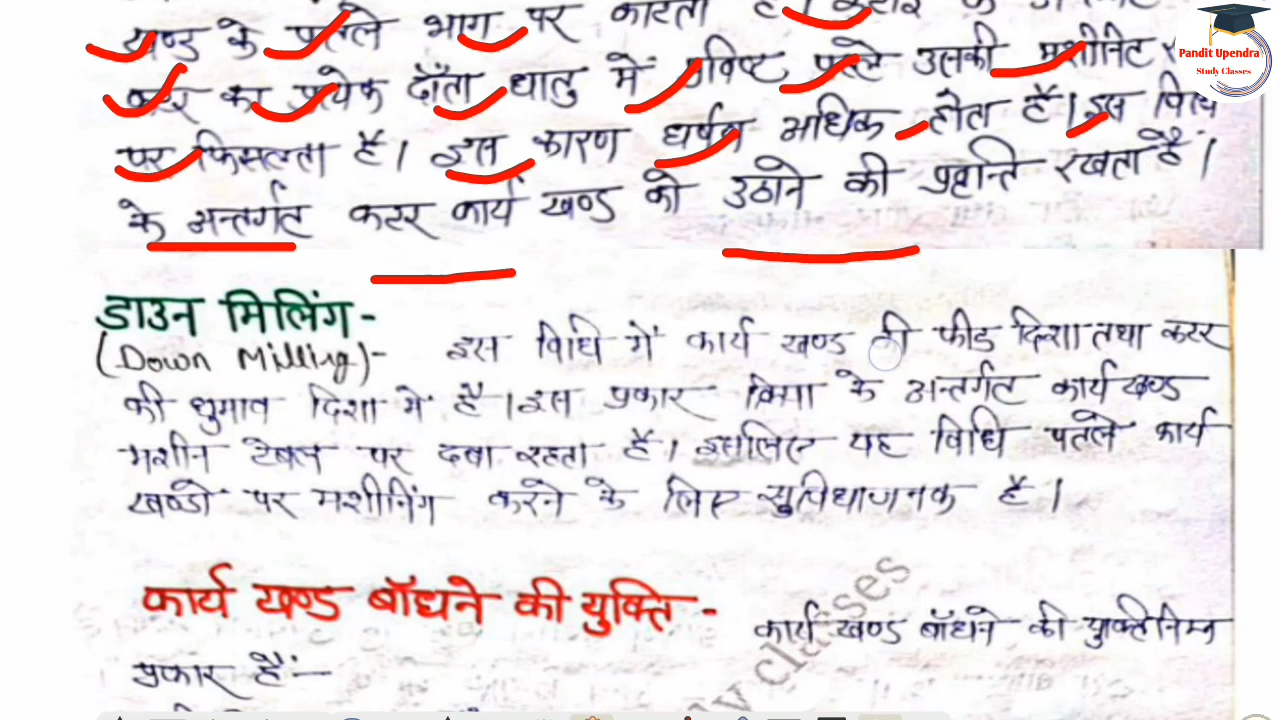 खण्ड के पतले भाग पर काटता है।
कटर का प्रत्येक दाँता धातु में प्रविष्ट पहले उसकी मशीनिट
पर फिसलता है। इस कारण घर्षण अधिक होता है। इस विधि
के अन्तर्गत कटर कार्य खण्ड को उठाने की प्रवृत्ति रखता है।
Pandit Upendra
Study Classes
डाउन मिलिंग-
(Down Milling)- इस विधि में कार्य खण्ड की फीड दिशा तथा कटर
की घुमाव दिशा में है। इस प्रकार क्रिया के अन्तर्गत कार्य खण्ड
मशीन टेबल पर दबा रहता है। इसलिए यह विधि पतले कार्य
खण्डो पर मशीनिंग करने के लिए सुविधाजनक है।
कार्य खण्ड बाँधने की युक्ति - कार्य खण्ड बाँधने की युक्ति निम्न
प्रकार हैं:-
classes